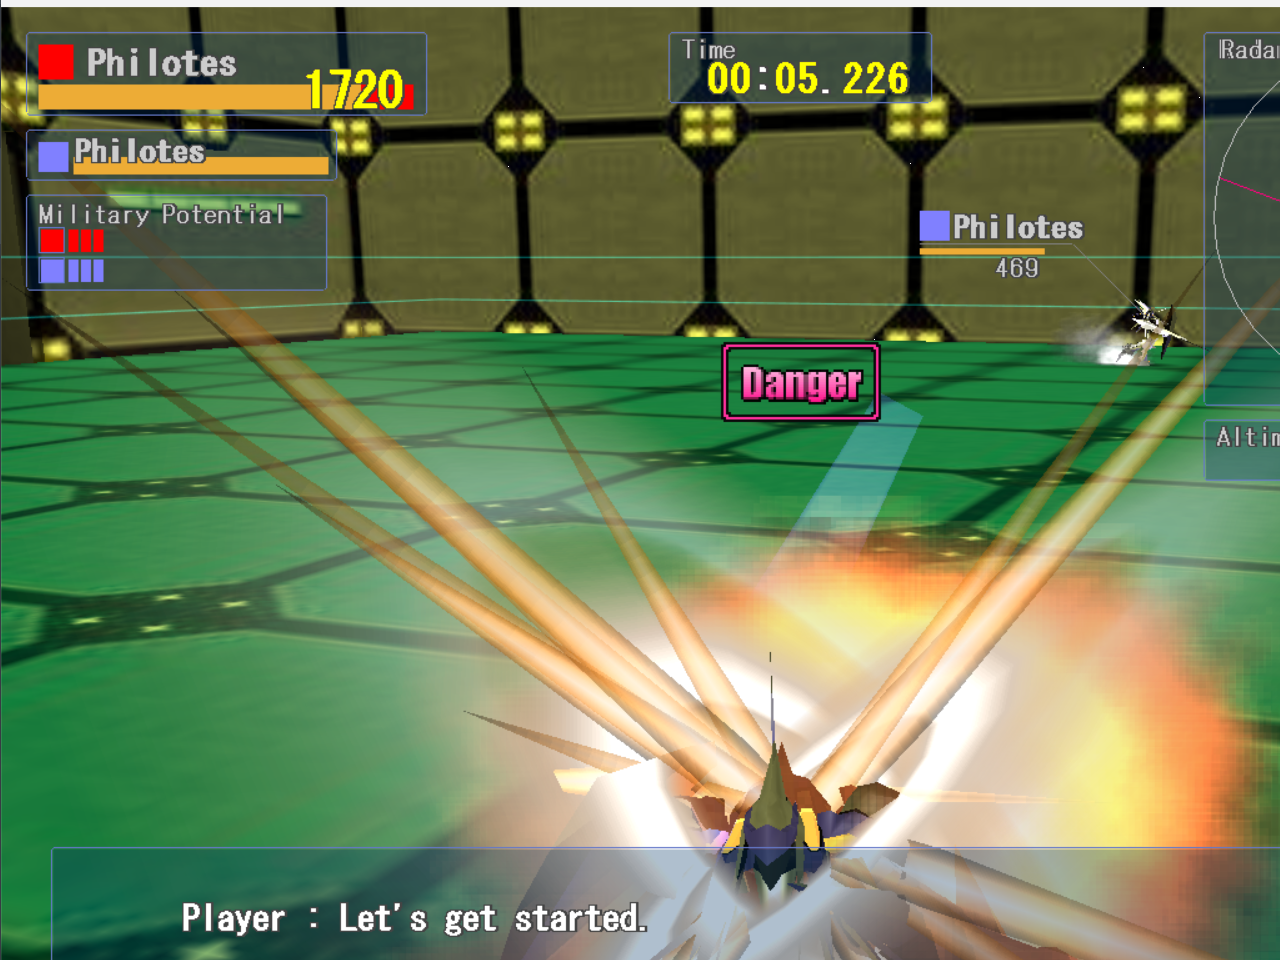 Philotes
1720
Time
00:05.226
Radar
Philotes
Military Potential
Philotes
469
Danger
Altim
Player : Let's get started.